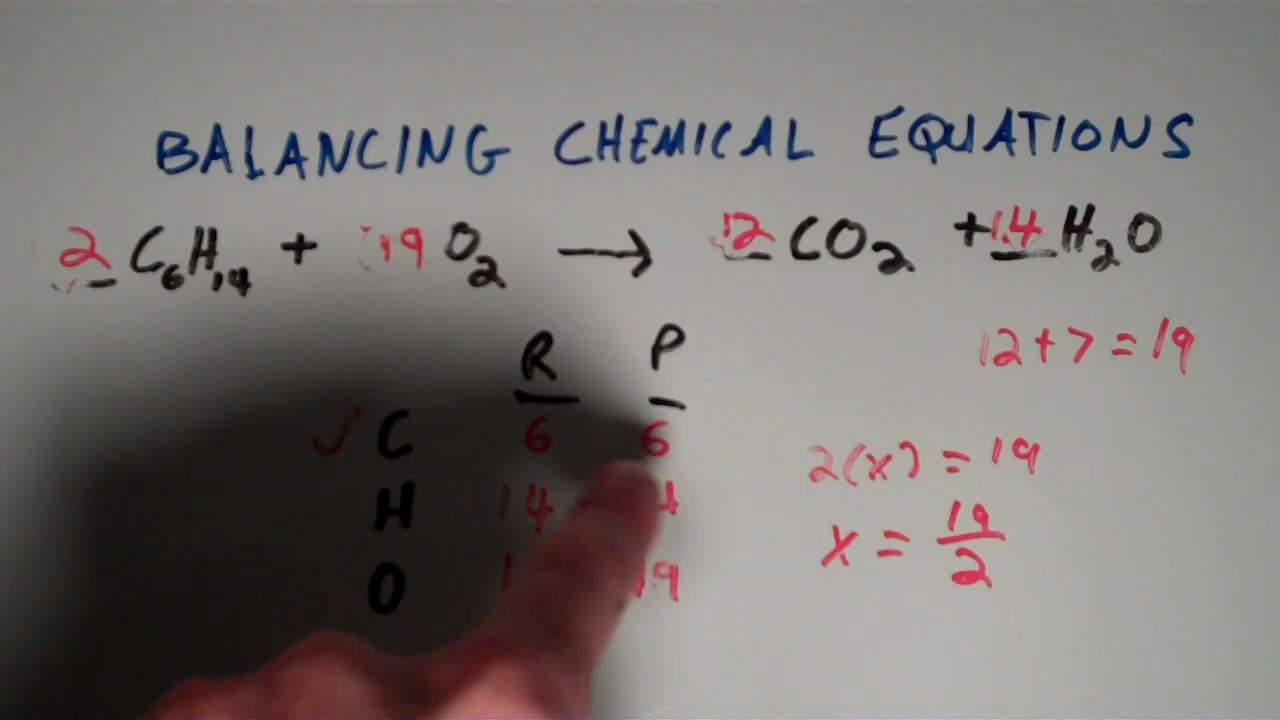 BALANCING CHEMICAL EQUATIONS
2 C₆H₁₄ + 19 O₂ → 12 CO₂ + 14 H₂O
12 + 7 = 19
R P
✓ C 6 6
2(x) = 19
H 14
x = 19/2
O 19